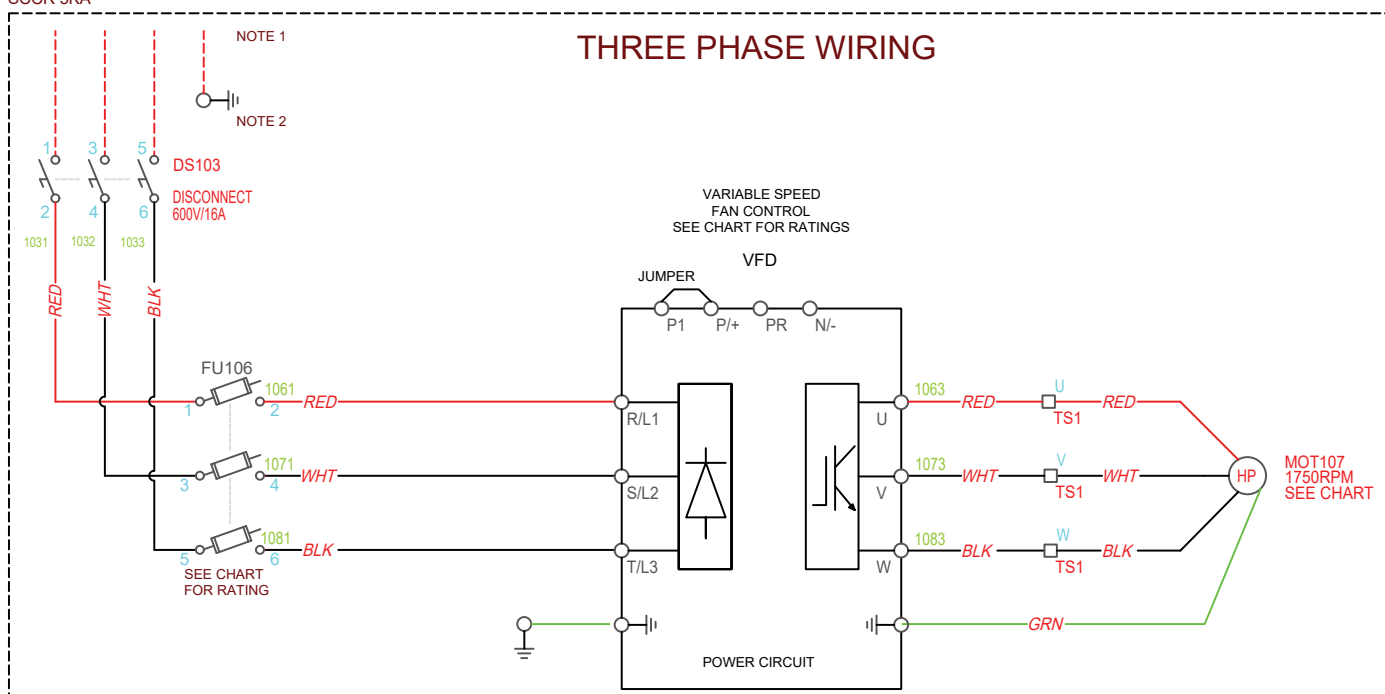 THREE PHASE WIRING
NOTE 1
NOTE 2
1
3
5
DS103
DISCONNECT
600V/16A
2
4
6
1031
1032
1033
RED
WHT
BLK
VARIABLE SPEED
FAN CONTROL
SEE CHART FOR RATINGS
VFD
JUMPER
P1
P/+
PR
N/-
FU106
1
1061
2
RED
R/L1
3
1071
4
WHT
S/L2
5
1081
6
BLK
T/L3
SEE CHART
FOR RATING
U
1063
RED
U
TS1
RED
V
1073
WHT
V
TS1
WHT
W
1083
BLK
W
TS1
BLK
HP
MOT107
1750RPM
SEE CHART
GRN
POWER CIRCUIT